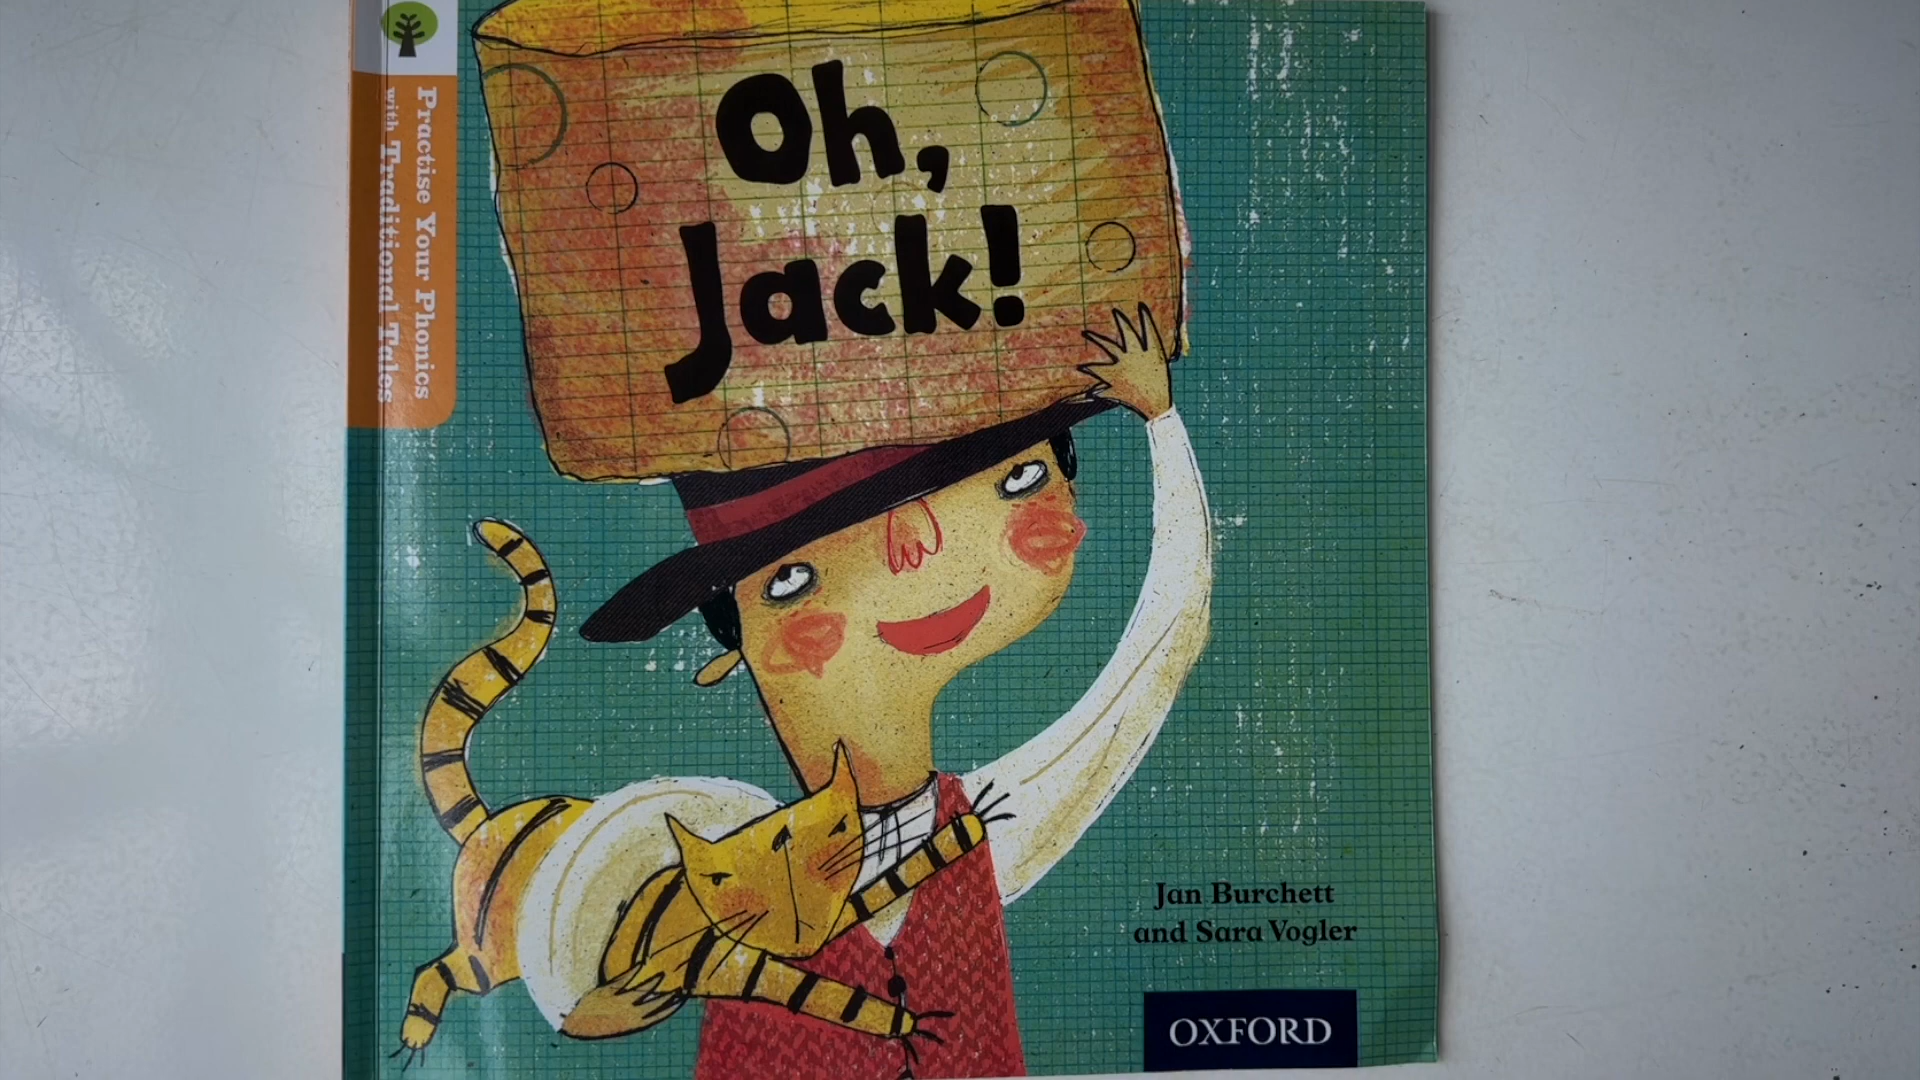 Practise Your Phonics
with Traditional Tales
Oh,
Jack!
Jan Burchett
and Sara Vogler
OXFORD